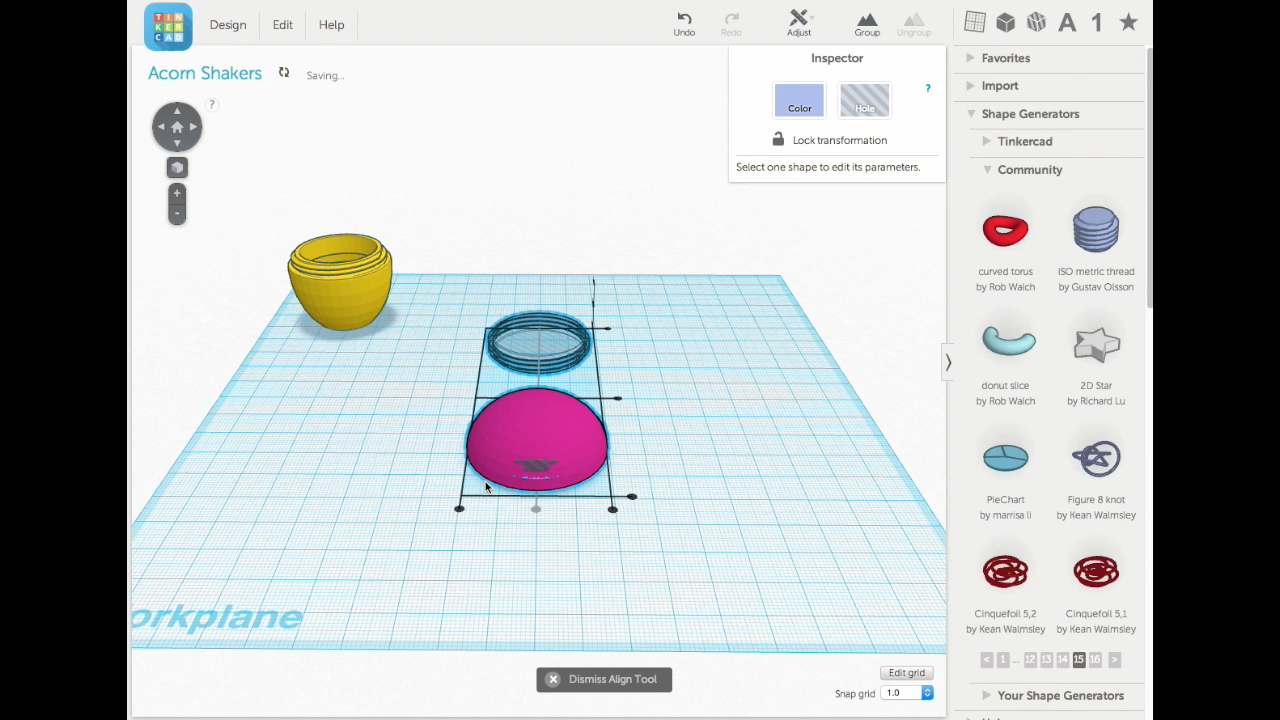 TIN
KER
CAD
Design
Edit
Help
Undo
Redo
Adjust
Group
Ungroup
A
1
Acorn Shakers
Saving...
?
+
-
Inspector
Color
Hole
?
Lock transformation
Select one shape to edit its parameters.
Favorites
Import
Shape Generators
Tinkercad
Community
curved torus
by Rob Walch
ISO metric thread
by Gustav Olsson
donut slice
by Rob Walch
2D Star
by Richard Lu
PieChart
by marrisa li
Figure 8 knot
by Kean Walmsley
Cinquefoil 5,2
by Kean Walmsley
Cinquefoil 5,1
by Kean Walmsley
< 1 ... 12 13 14 15 16 >
Your Shape Generators
orkplane
Dismiss Align Tool
Edit grid
Snap grid 1.0